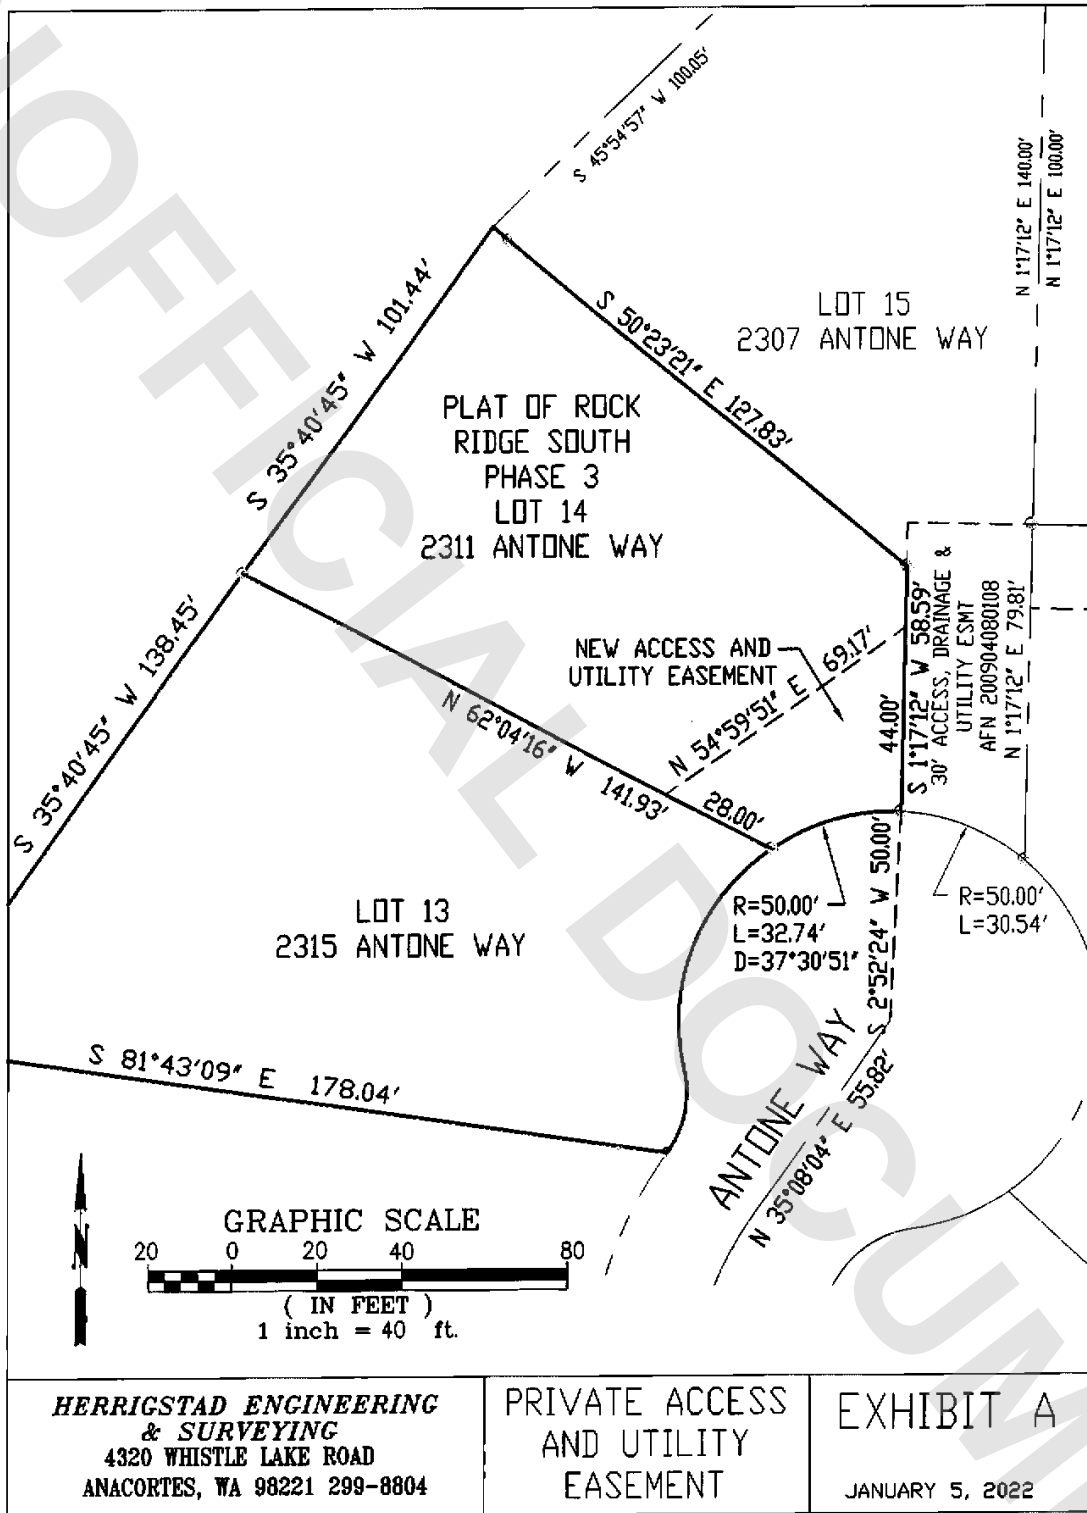 S 45°54'57" W 100.05'
N 1°17'12" E 140.00'
N 1°17'12" E 100.00'
S 35°40'45" W 101.44'
S 50°23'21" E 127.83'
LOT 15
2307 ANTONE WAY
PLAT OF ROCK
RIDGE SOUTH
PHASE 3
LOT 14
2311 ANTONE WAY
S 35°40'45" W 138.45'
NEW ACCESS AND
UTILITY EASEMENT
N 54°59'51" E 69.17'
44.00'
S 1°17'12" W 58.59'
30' ACCESS, DRAINAGE &
UTILITY ESMT
AFN 200904080108
N 1°17'12" E 79.81'
N 62°04'16" W 141.93'
28.00'
LOT 13
2315 ANTONE WAY
R=50.00'
L=32.74'
D=37°30'51"
S 2°52'24" W 50.00'
R=50.00'
L=30.54'
S 81°43'09" E 178.04'
ANTONE WAY
N 35°08'04" E 55.82'
N
GRAPHIC SCALE
20 0 20 40 80
( IN FEET )
1 inch = 40 ft.
HERRIGSTAD ENGINEERING
& SURVEYING
4320 WHISTLE LAKE ROAD
ANACORTES, WA 98221 299-8804
PRIVATE ACCESS
AND UTILITY
EASEMENT
EXHIBIT A
JANUARY 5, 2022
NOFFICIAL DOCUM